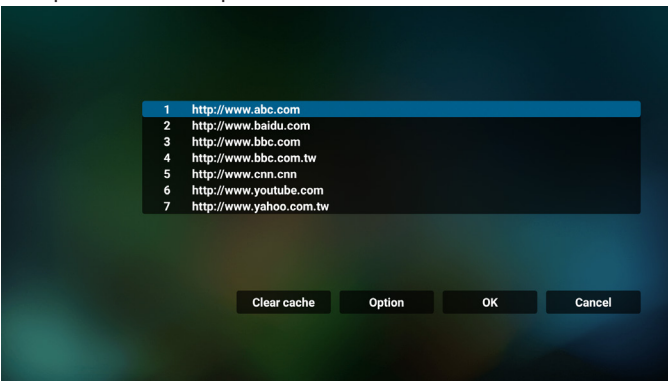 1 http://www.abc.com
2 http://www.baidu.com
3 http://www.bbc.com
4 http://www.bbc.com.tw
5 http://www.cnn.cnn
6 http://www.youtube.com
7 http://www.yahoo.com.tw
Clear cache Option OK Cancel